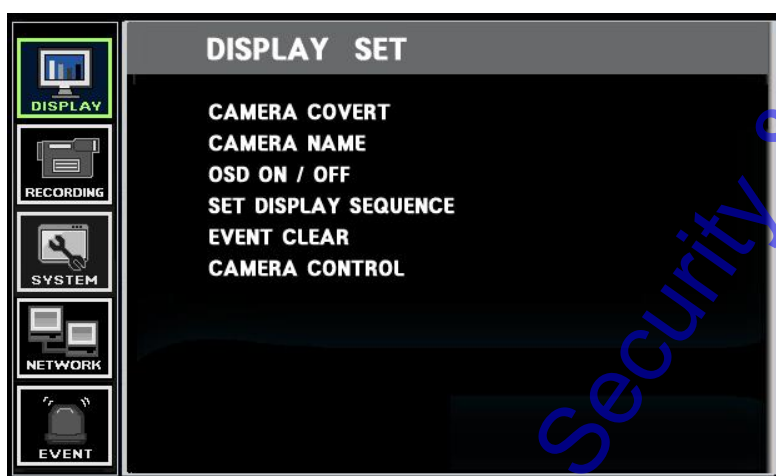 DISPLAY SET
DISPLAY
RECORDING
SYSTEM
NETWORK
EVENT
CAMERA COVERT
CAMERA NAME
OSD ON / OFF
SET DISPLAY SEQUENCE
EVENT CLEAR
CAMERA CONTROL
Security